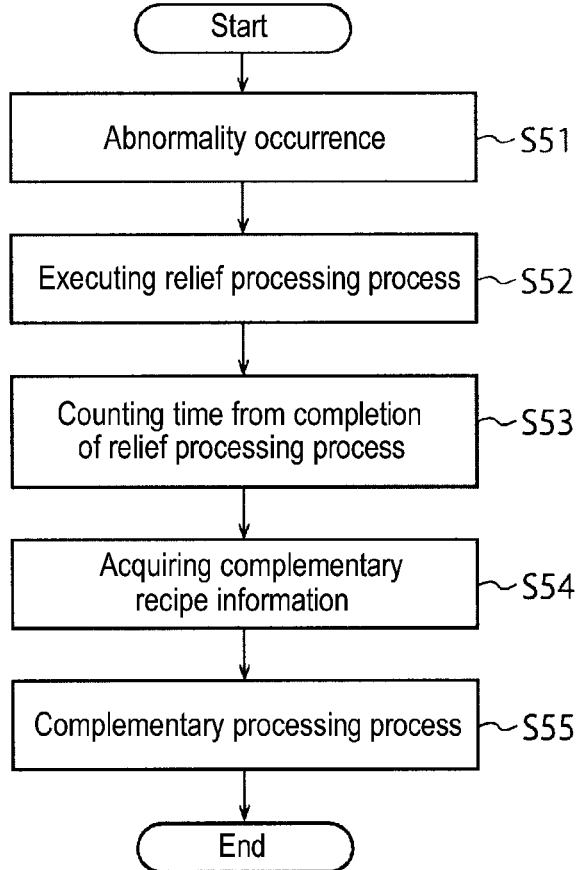 Start
Abnormality occurrence
S51
Executing relief processing process
S52
Counting time from completion
of relief processing process
S53
Acquiring complementary
recipe information
S54
Complementary processing process
S55
End